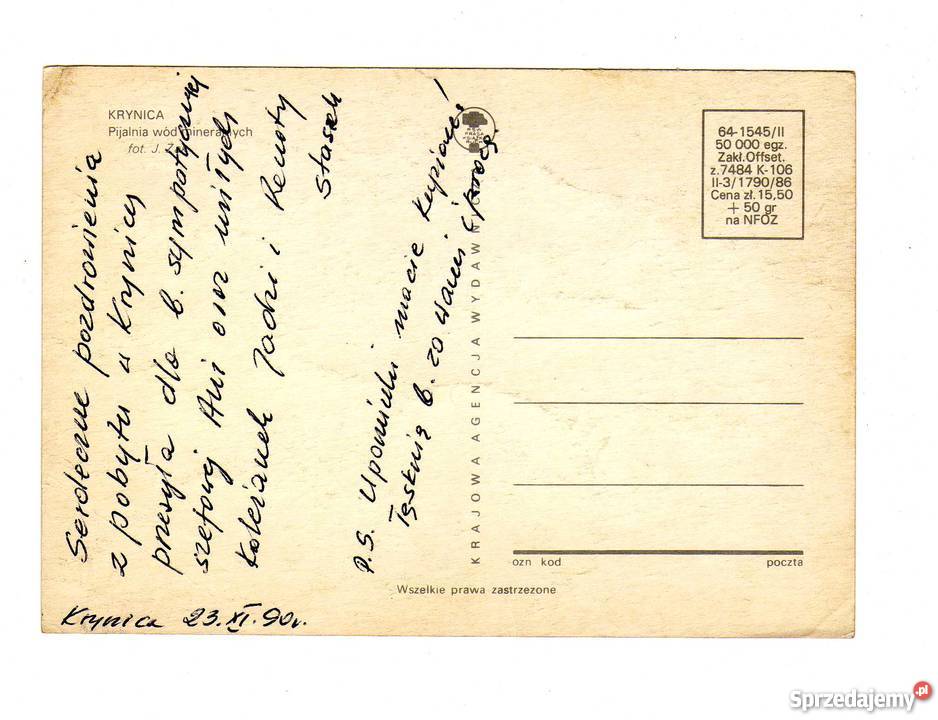 KRYNICA
Pijalnia wód mineralnych
fot. J.
Serdeczne pozdrowienia
z pobytu w Krynicy
przesyła dla b. sympatycznej
szefowej Ani oraz miłych
koleżanek Jadzi i Renaty
Staszek
P.S. Upominki macie kupione!
Tęsknię b. za wami
Krynica 23.XI.90r.
KRAJOWA AGENCJA WYDAWNICZA
64-1545/II
50 000 egz.
Zakł.Offset.
z.7484 K-106
II-3/1790/86
Cena zł.15,50
+ 50 gr
na NFOZ
ozn kod
poczta
Wszelkie prawa zastrzezone
Sprzedajemy.pl